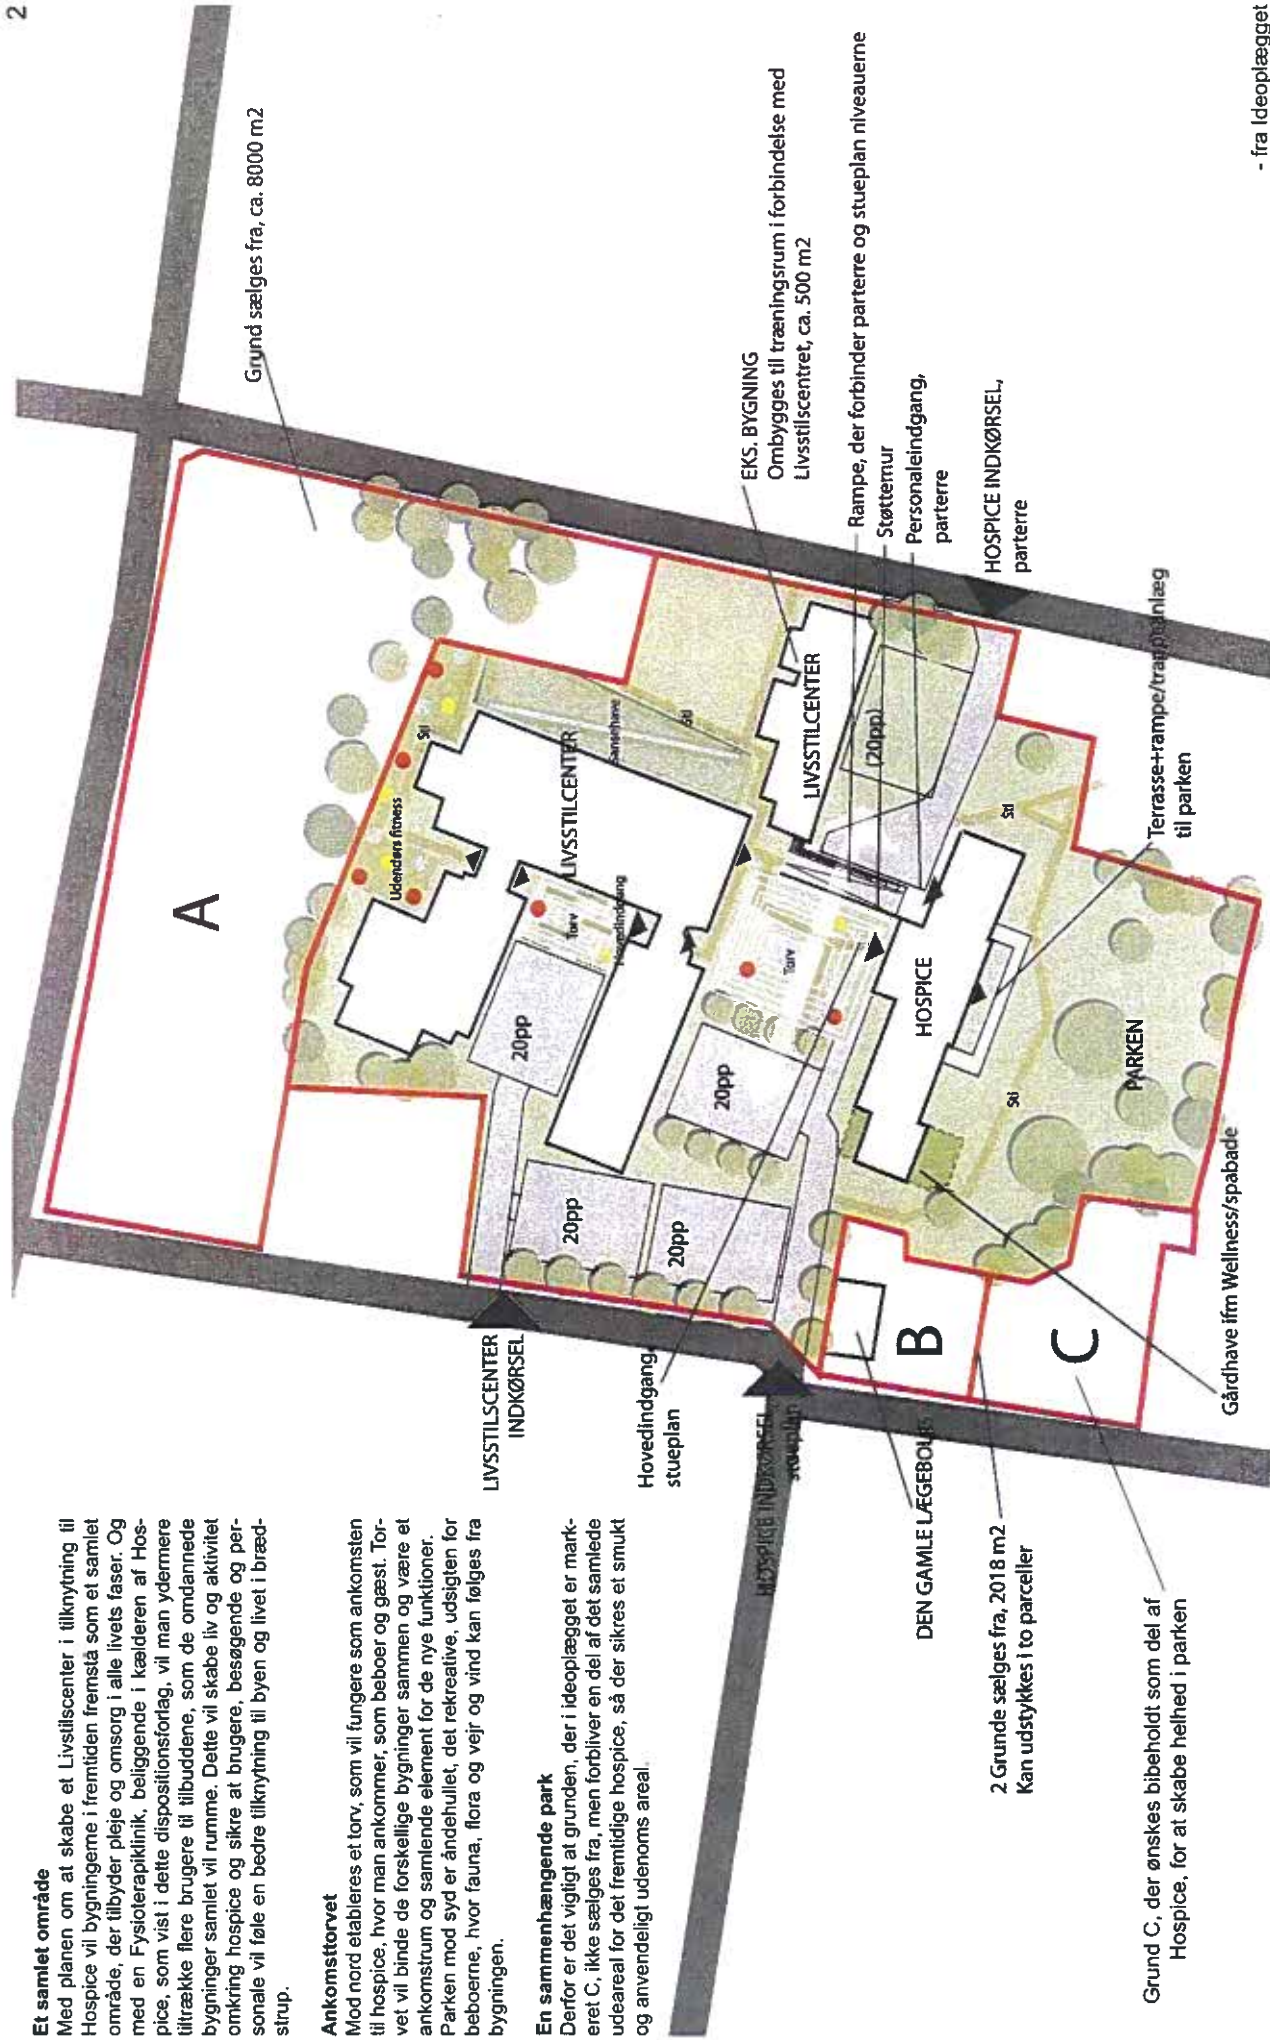 2
Et samlet område
Med planen om at skabe et Livstilscenter i tilknytning til
Hospice vil bygningerne i fremtiden fremstå som et samlet
område, der tilbyder pleje og omsorg i alle livets faser. Og
med en Fysioterapiklinik, beliggende i kælderen af Hos-
pice, som vist i dette dispositionsforlag, vil man ydermere
tiltrække flere brugere til tilbuddene, som de omdannede
bygninger samlet vil rumme. Dette vil skabe liv og aktivitet
omkring hospice og sikre at brugere, besøgende og per-
sonale vil føle en bedre tilknytning til byen og livet i bræd-
strup.
Ankomsttorvet
Mod nord etableres et torv, som vil fungere som ankomsten
til hospice, hvor man ankommer, som beboer og gæst. Tor-
vet vil binde de forskellige bygninger sammen og være et
ankomstrum og samlende element for de nye funktioner.
Parken mod syd er åndehullet, det rekreative, udsigten for
beboerne, hvor fauna, flora og vejr og vind kan følges fra
bygningen.
En sammenhængende park
Derfor er det vigtigt at grunden, der i ideoplægget er mark-
eret C, ikke sælges fra, men forbliver en del af det samlede
udeareal for det fremtidige hospice, så der sikres et smukt
og anvendeligt udenoms areal.
Grund sælges fra, ca. 8000 m2
A
Udendørs fitness
Sti
LIVSSTILCENTER
Sansehave
Sti
Torv
Hovedindgang
20pp
20pp
20pp
20pp
LIVSSTILSCENTER
INDKØRSEL
EKS. BYGNING
Ombygges til træningsrum i forbindelse med
Livsstilscentret, ca. 500 m2
LIVSSTILCENTER
(20pp)
Rampe, der forbinder parterre og stueplan niveauerne
Støttemur
Personaleindgang,
parterre
HOSPICE INDKØRSEL,
parterre
Torv
Hovedindgang,
stueplan
HOSPICE INDKØRSEL,
stueplan
HOSPICE
Sti
Sti
PARKEN
Terrasse+rampe/trappeanlæg
til parken
DEN GAMLE LÆGEBOLIG
B
2 Grunde sælges fra, 2018 m2
Kan udstykkes i to parceller
C
Gårdhave ifm Wellness/spabade
Grund C, der ønskes bibeholdt som del af
Hospice, for at skabe helhed i parken
- fra Ideoplægget